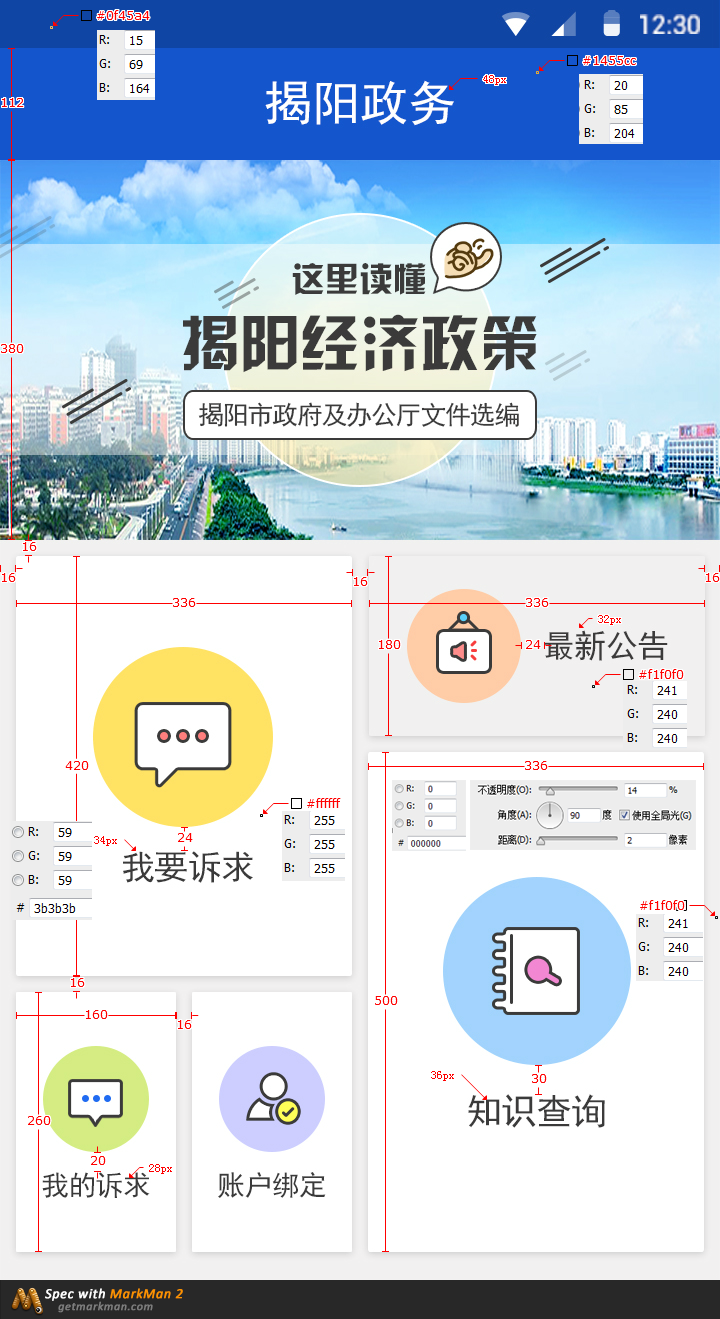 #0f45a4
R: 15
G: 69
B: 164
12:30
#1455cc
R: 20
G: 85
B: 204
112
揭阳政务
48px
380
这里读懂
揭阳经济政策
揭阳市政府及办公厅文件选编
16
16
16
16
336
336
180
24
最新公告
32px
#f1f0f0
R: 241
G: 240
B: 240
420
24
34px
我要诉求
#ffffff
R: 255
G: 255
B: 255
R: 59
G: 59
B: 59
# 3b3b3b
336
R: 0
G: 0
B: 0
# 000000
不透明度(O): 14 %
角度(A): 90 度 使用全局光(G)
距离(D): 2 像素
#f1f0f0
R: 241
G: 240
B: 240
500
36px
30
知识查询
16
160
16
260
20
28px
我的诉求
账户绑定
Spec with MarkMan 2
getmarkman.com